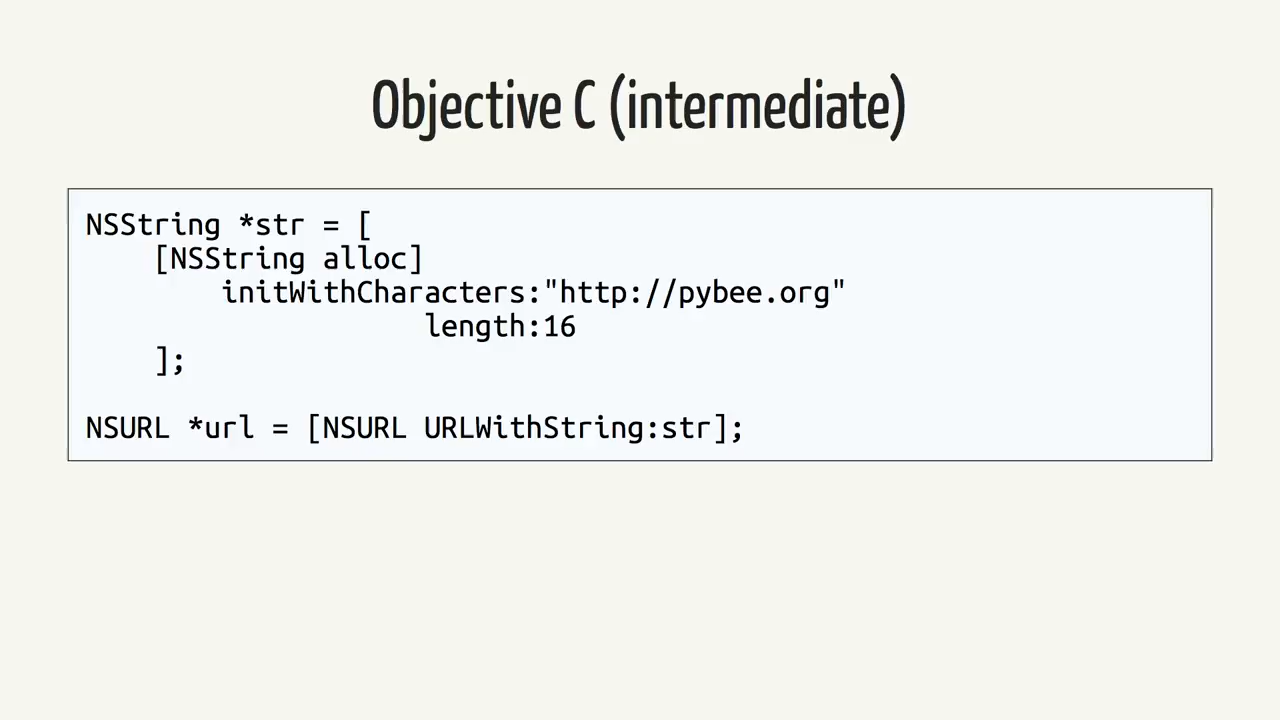 Objective C (intermediate)
NSString *str = [
    [NSString alloc]
        initWithCharacters:"http://pybee.org"
                    length:16
    ];

NSURL *url = [NSURL URLWithString:str];